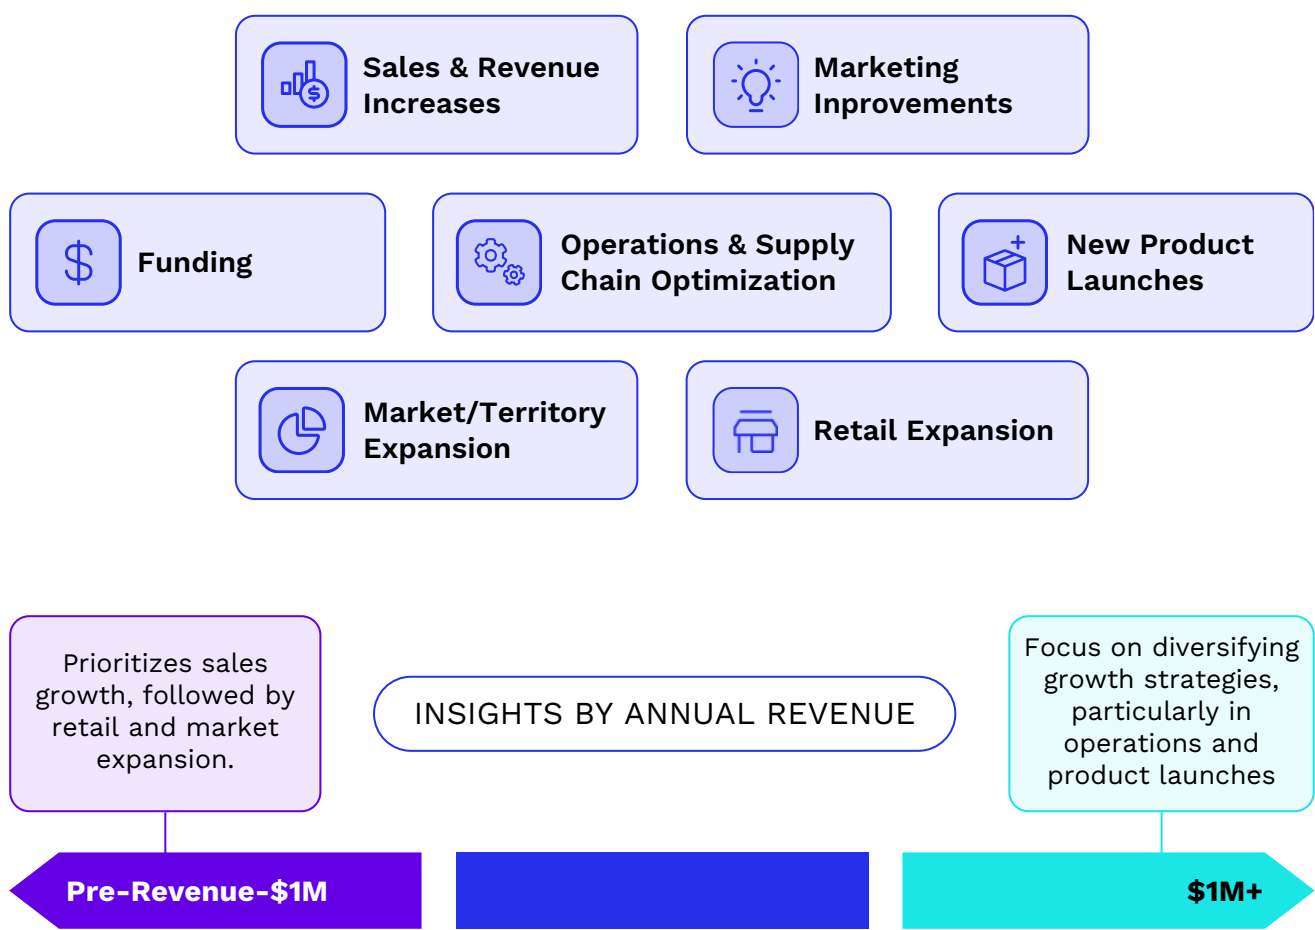 Sales & Revenue
Increases
Marketing
Inprovements
Funding
Operations & Supply
Chain Optimization
New Product
Launches
Market/Territory
Expansion
Retail Expansion
Prioritizes sales
growth, followed by
retail and market
expansion.
INSIGHTS BY ANNUAL REVENUE
Focus on diversifying
growth strategies,
particularly in
operations and
product launches
Pre-Revenue-$1M
$1M+